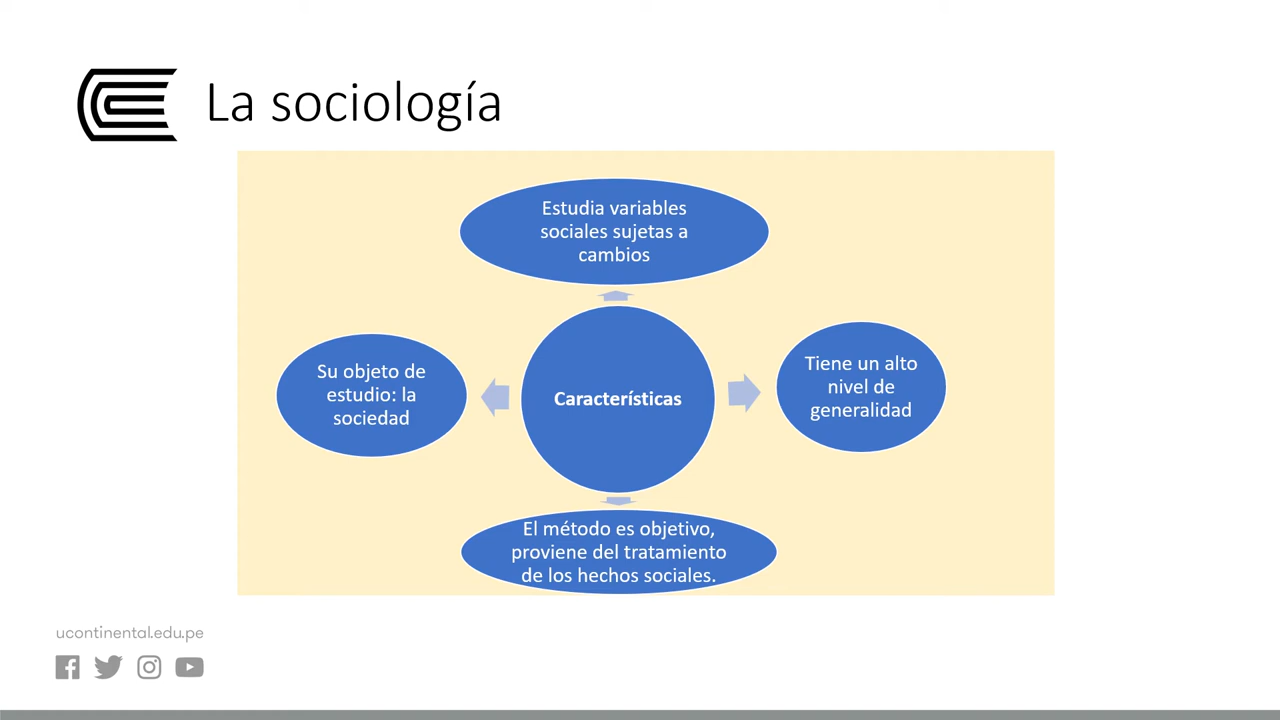 La sociología
Estudia variables
sociales sujetas a
cambios
Su objeto de
estudio: la
sociedad
Características
Tiene un alto
nivel de
generalidad
El método es objetivo,
proviene del tratamiento
de los hechos sociales.
ucontinental.edu.pe